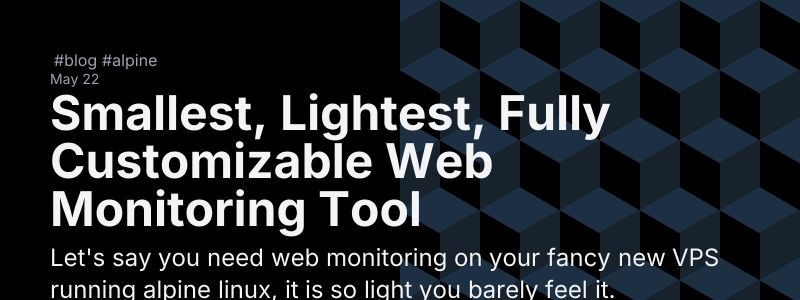 #blog #alpine
May 22
Smallest, Lightest, Fully
Customizable Web
Monitoring Tool
Let's say you need web monitoring on your fancy new VPS
running alpine linux, it is so light you barely feel it.